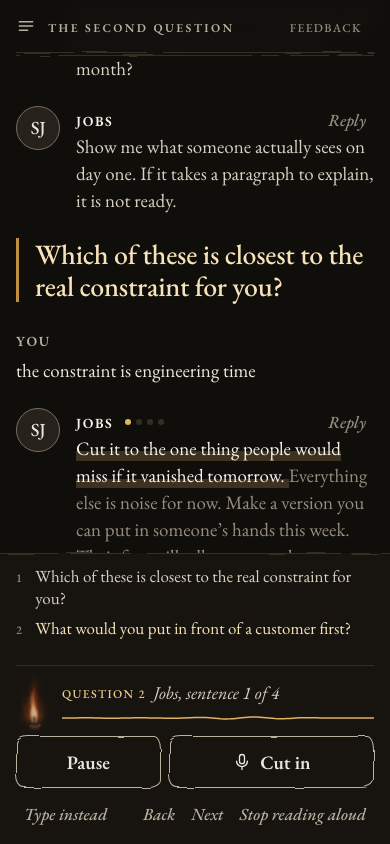 THE SECOND QUESTION FEEDBACK
month?
SJ JOBS Reply
Show me what someone actually sees on
day one. If it takes a paragraph to explain,
it is not ready.
Which of these is closest to the
real constraint for you?
YOU
the constraint is engineering time
SJ JOBS Reply
Cut it to the one thing people would
miss if it vanished tomorrow. Everything
else is noise for now. Make a version you
can put in someone’s hands this week.
1 Which of these is closest to the real constraint for
you?
2 What would you put in front of a customer first?
QUESTION 2 Jobs, sentence 1 of 4
Pause Cut in
Type instead Back Next Stop reading aloud